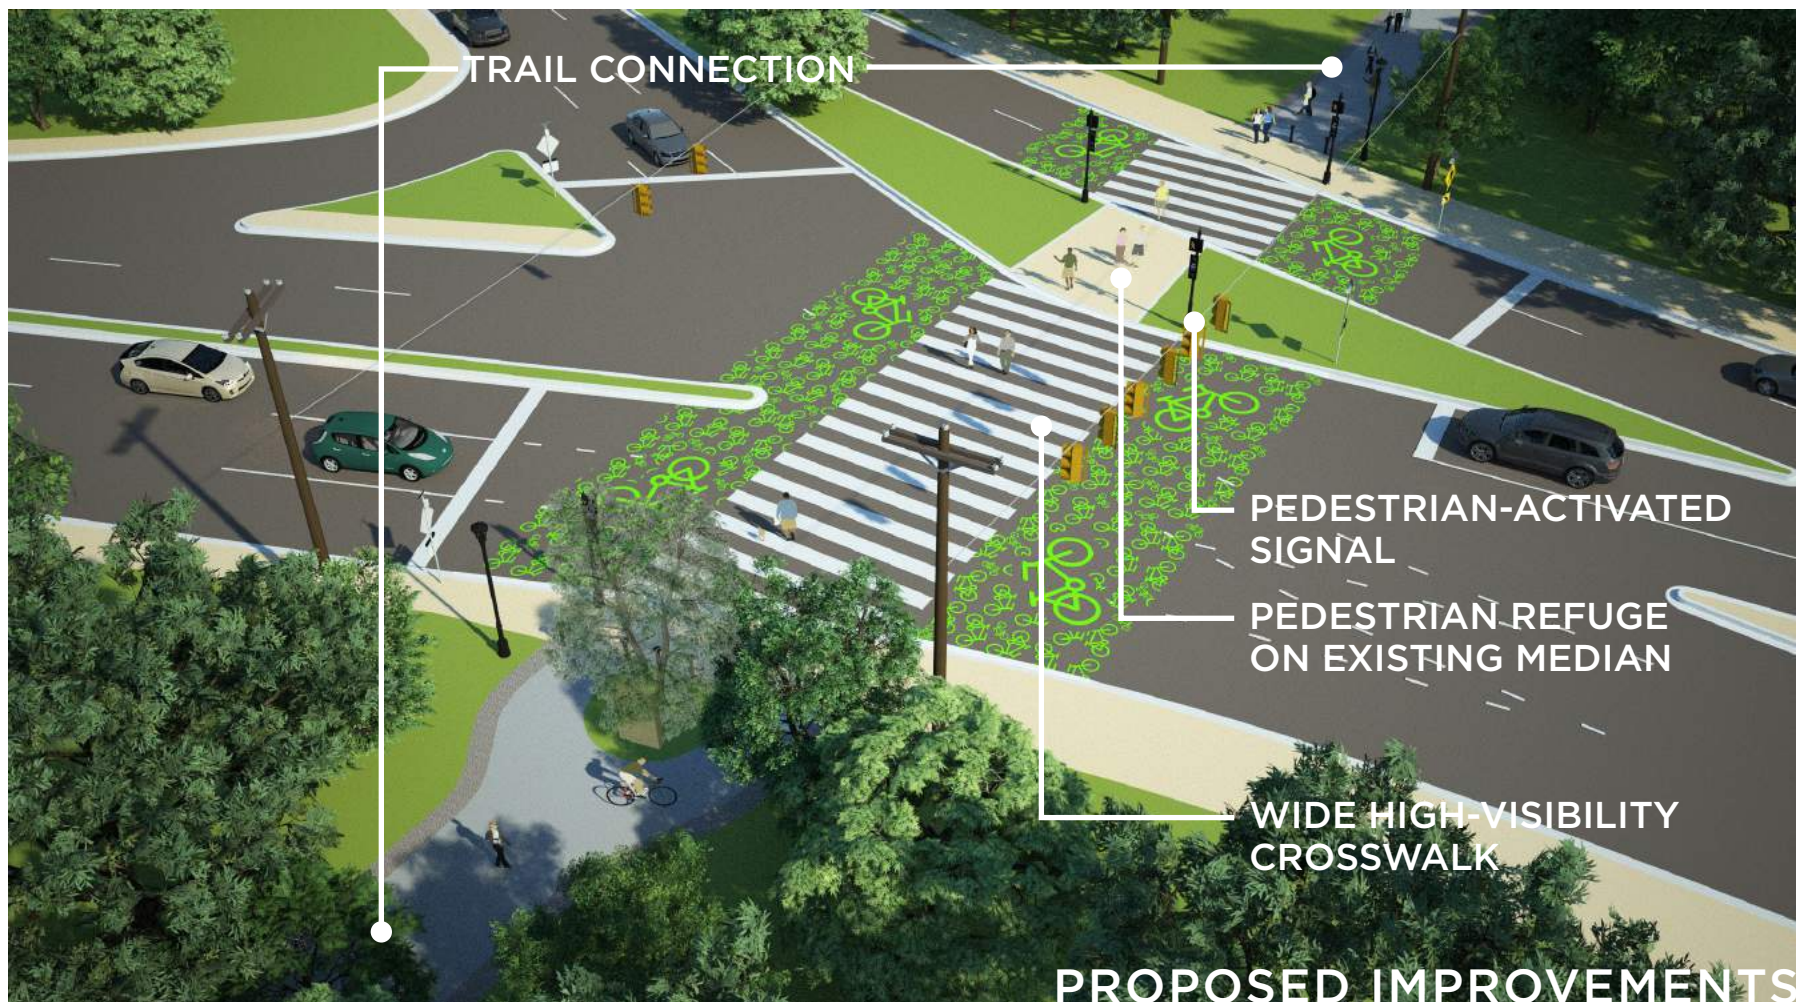 TRAIL CONNECTION
PEDESTRIAN-ACTIVATED
SIGNAL
PEDESTRIAN REFUGE
ON EXISTING MEDIAN
WIDE HIGH-VISIBILITY
CROSSWALK
PROPOSED IMPROVEMENTS